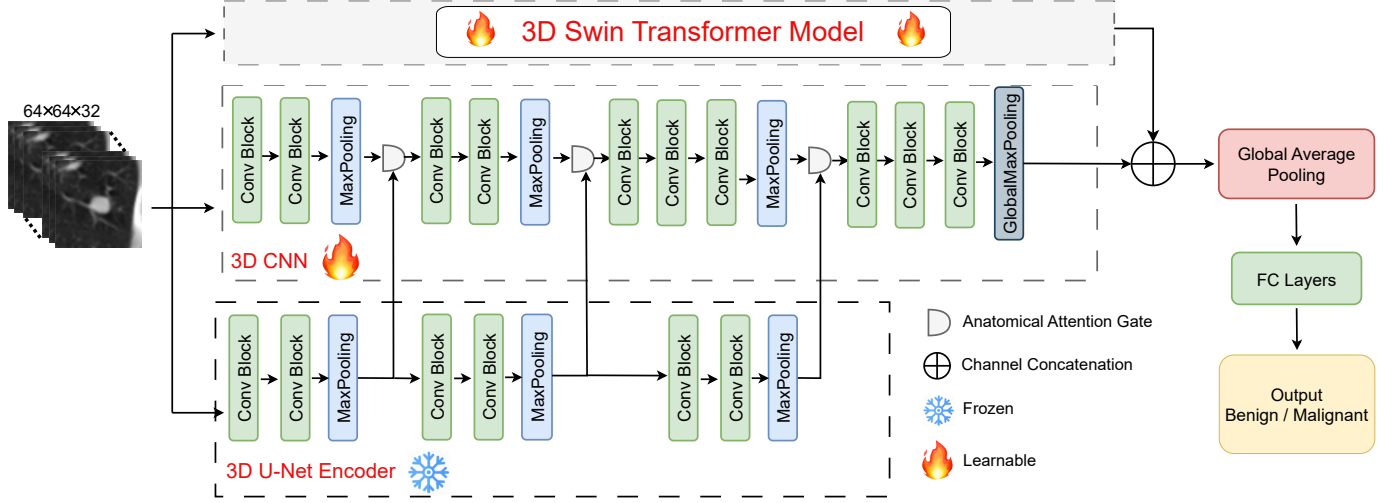 3D Swin Transformer Model
64×64×32
Conv Block
Conv Block
MaxPooling
Conv Block
Conv Block
MaxPooling
Conv Block
Conv Block
Conv Block
MaxPooling
Conv Block
Conv Block
Conv Block
GlobalMaxPooling
3D CNN
Global Average
Pooling
FC Layers
Output
Benign / Malignant
Conv Block
Conv Block
MaxPooling
Conv Block
Conv Block
MaxPooling
Conv Block
Conv Block
MaxPooling
3D U-Net Encoder
Anatomical Attention Gate
Channel Concatenation
Frozen
Learnable